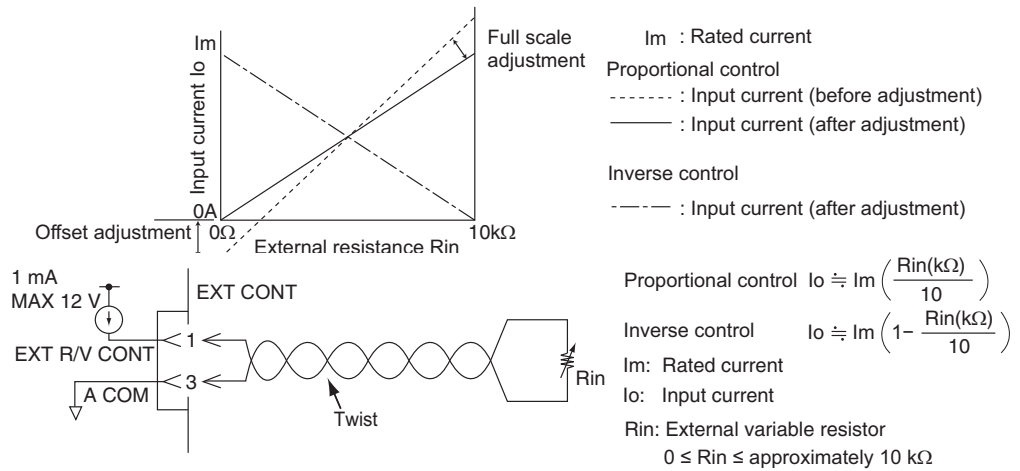 Im
Input current Io
0A
Offset adjustment
0Ω
External resistance Rin
10kΩ
Full scale
adjustment
Im : Rated current
Proportional control
: Input current (before adjustment)
: Input current (after adjustment)
Inverse control
: Input current (after adjustment)
1 mA
MAX 12 V
EXT CONT
EXT R/V CONT
1
A COM
3
Twist
Rin
Proportional control Io ≒ Im ( Rin(kΩ) / 10 )
Inverse control Io ≒ Im ( 1− Rin(kΩ) / 10 )
Im: Rated current
Io: Input current
Rin: External variable resistor
0 ≤ Rin ≤ approximately 10 kΩ